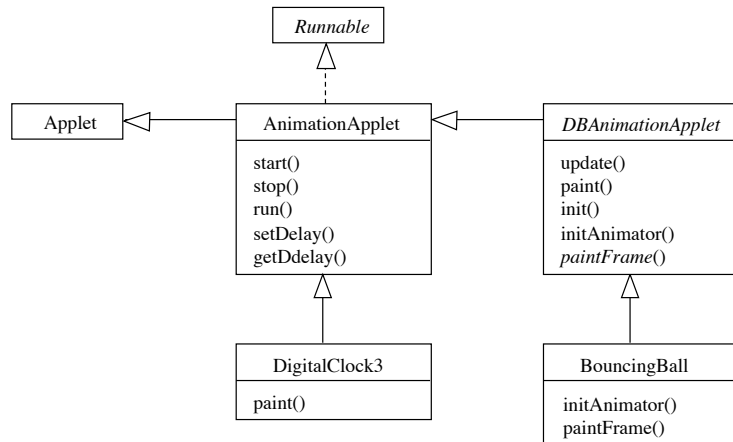 Runnable
Applet
AnimationApplet
start()
stop()
run()
setDelay()
getDdelay()
DBAnimationApplet
update()
paint()
init()
initAnimator()
paintFrame()
DigitalClock3
paint()
BouncingBall
initAnimator()
paintFrame()